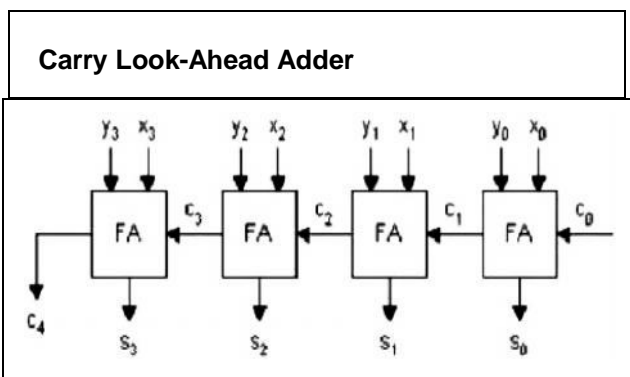 Carry Look-Ahead Adder
y₃ x₃ y₂ x₂ y₁ x₁ y₀ x₀
c₃ c₂ c₁ c₀
FA FA FA FA
c₄
s₃ s₂ s₁ s₀